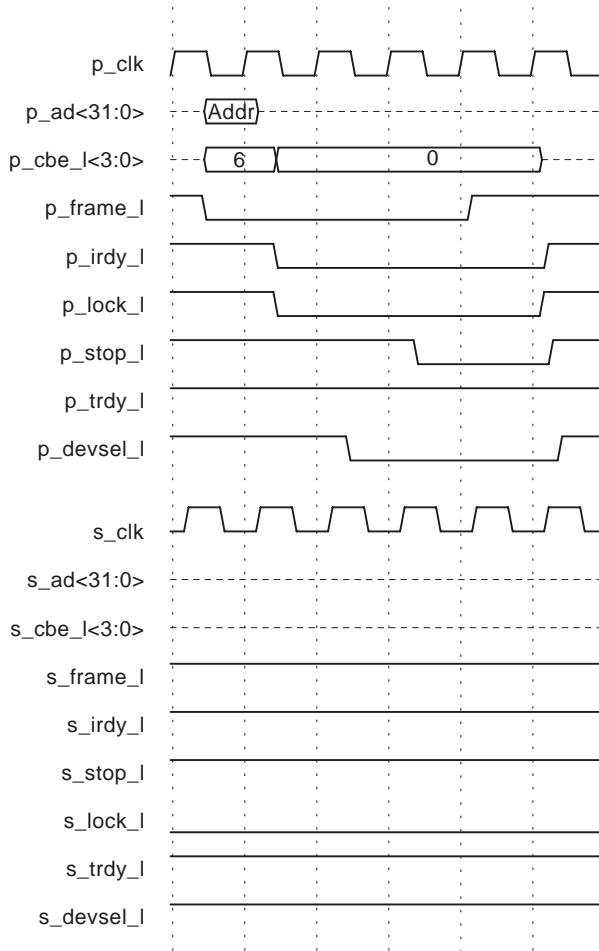 p_clk
p_ad<31:0>
Addr
p_cbe_l<3:0>
6
0
p_frame_l
p_irdy_l
p_lock_l
p_stop_l
p_trdy_l
p_devsel_l
s_clk
s_ad<31:0>
s_cbe_l<3:0>
s_frame_l
s_irdy_l
s_stop_l
s_lock_l
s_trdy_l
s_devsel_l